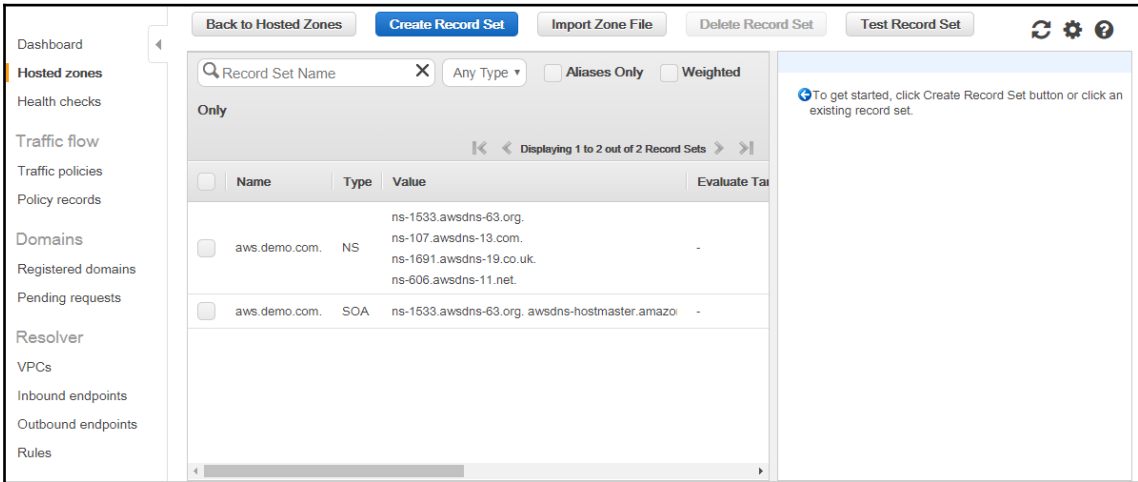 Back to Hosted Zones Create Record Set Import Zone File Delete Record Set Test Record Set
Dashboard
Hosted zones
Health checks
Traffic flow
Traffic policies
Policy records
Domains
Registered domains
Pending requests
Resolver
VPCs
Inbound endpoints
Outbound endpoints
Rules
Record Set Name Any Type Aliases Only Weighted
Only
Displaying 1 to 2 out of 2 Record Sets
Name Type Value Evaluate Tar
ns-1533.awsdns-63.org.
ns-107.awsdns-13.com.
aws.demo.com. NS -
ns-1691.awsdns-19.co.uk.
ns-606.awsdns-11.net.
aws.demo.com. SOA ns-1533.awsdns-63.org. awsdns-hostmaster.amazo -
To get started, click Create Record Set button or click an
existing record set.